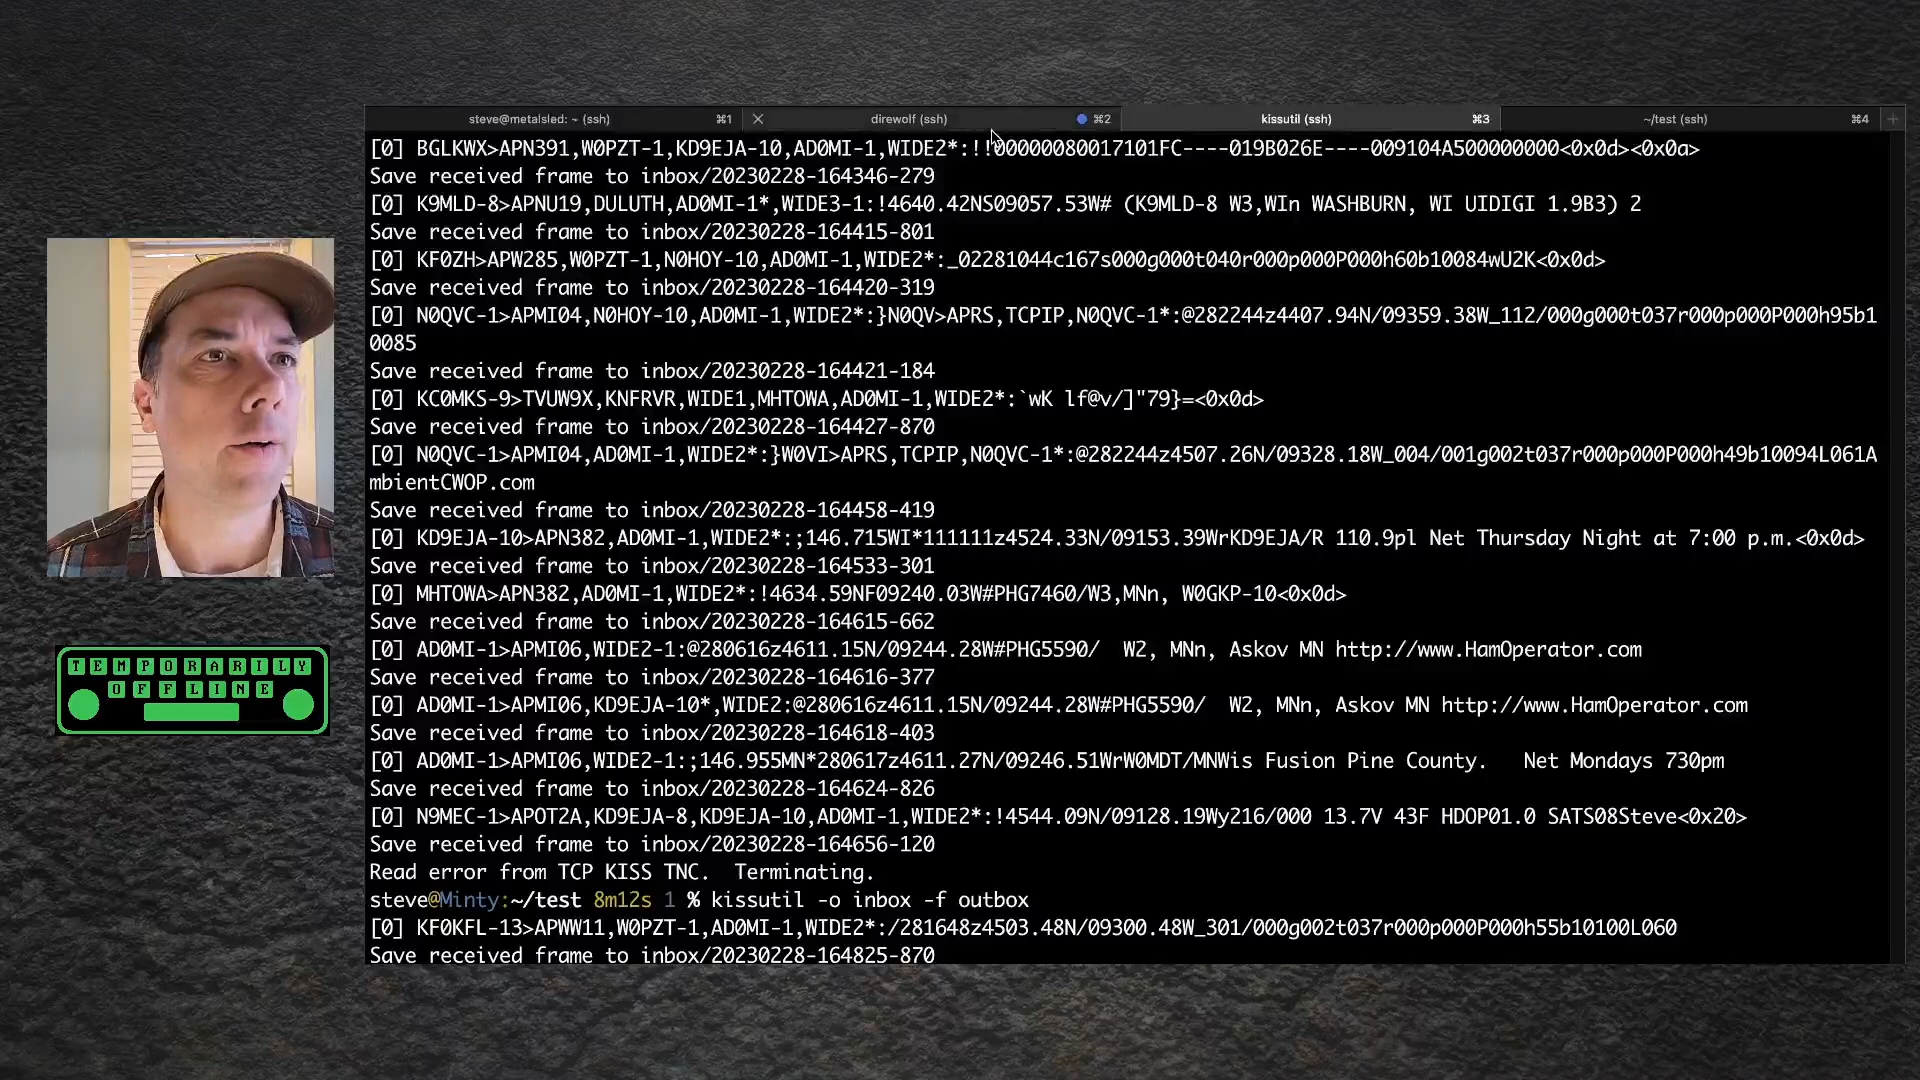 steve@metalsled: ~ (ssh) ⌘1 direwolf (ssh) ⌘2 kissutil (ssh) ⌘3 ~/test (ssh) ⌘4
[0] BGLKWX>APN391,W0PZT-1,KD9EJA-10,AD0MI-1,WIDE2*:!!00000080017101FC----019B026E----009104A500000000<0x0d><0x0a>
Save received frame to inbox/20230228-164346-279
[0] K9MLD-8>APNU19,DULUTH,AD0MI-1*,WIDE3-1:!4640.42NS09057.53W# (K9MLD-8 W3,WIn WASHBURN, WI UIDIGI 1.9B3) 2
Save received frame to inbox/20230228-164415-801
[0] KF0ZH>APW285,W0PZT-1,N0HOY-10,AD0MI-1,WIDE2*:_02281044c167s000g000t040r000p000P000h60b10084wU2K<0x0d>
Save received frame to inbox/20230228-164420-319
[0] N0QVC-1>APMI04,N0HOY-10,AD0MI-1,WIDE2*:}N0QV>APRS,TCPIP,N0QVC-1*:@282244z4407.94N/09359.38W_112/000g000t037r000p000P000h95b1
0085
Save received frame to inbox/20230228-164421-184
[0] KC0MKS-9>TVUW9X,KNFRVR,WIDE1,MHTOWA,AD0MI-1,WIDE2*:`wK lf@v/]"79}=<0x0d>
Save received frame to inbox/20230228-164427-870
[0] N0QVC-1>APMI04,AD0MI-1,WIDE2*:}W0VI>APRS,TCPIP,N0QVC-1*:@282244z4507.26N/09328.18W_004/001g002t037r000p000P000h49b10094L061A
mbientCWOP.com
Save received frame to inbox/20230228-164458-419
[0] KD9EJA-10>APN382,AD0MI-1,WIDE2*:;146.715WI*111111z4524.33N/09153.39WrKD9EJA/R 110.9pl Net Thursday Night at 7:00 p.m.<0x0d>
Save received frame to inbox/20230228-164533-301
[0] MHTOWA>APN382,AD0MI-1,WIDE2*:!4634.59NF09240.03W#PHG7460/W3,MNn, W0GKP-10<0x0d>
Save received frame to inbox/20230228-164615-662
[0] AD0MI-1>APMI06,WIDE2-1:@280616z4611.15N/09244.28W#PHG5590/  W2, MNn, Askov MN http://www.HamOperator.com
Save received frame to inbox/20230228-164616-377
[0] AD0MI-1>APMI06,KD9EJA-10*,WIDE2:@280616z4611.15N/09244.28W#PHG5590/  W2, MNn, Askov MN http://www.HamOperator.com
Save received frame to inbox/20230228-164618-403
[0] AD0MI-1>APMI06,WIDE2-1:;146.955MN*280617z4611.27N/09246.51WrW0MDT/MNWis Fusion Pine County.   Net Mondays 730pm
Save received frame to inbox/20230228-164624-826
[0] N9MEC-1>APOT2A,KD9EJA-8,KD9EJA-10,AD0MI-1,WIDE2*:!4544.09N/09128.19Wy216/000 13.7V 43F HDOP01.0 SATS08Steve<0x20>
Save received frame to inbox/20230228-164656-120
Read error from TCP KISS TNC.  Terminating.
steve@Minty:~/test 8m12s 1 % kissutil -o inbox -f outbox
[0] KF0KFL-13>APWW11,W0PZT-1,AD0MI-1,WIDE2*:/281648z4503.48N/09300.48W_301/000g002t037r000p000P000h55b10100L060
Save received frame to inbox/20230228-164825-870
TEMPORARILY
OFFLINE